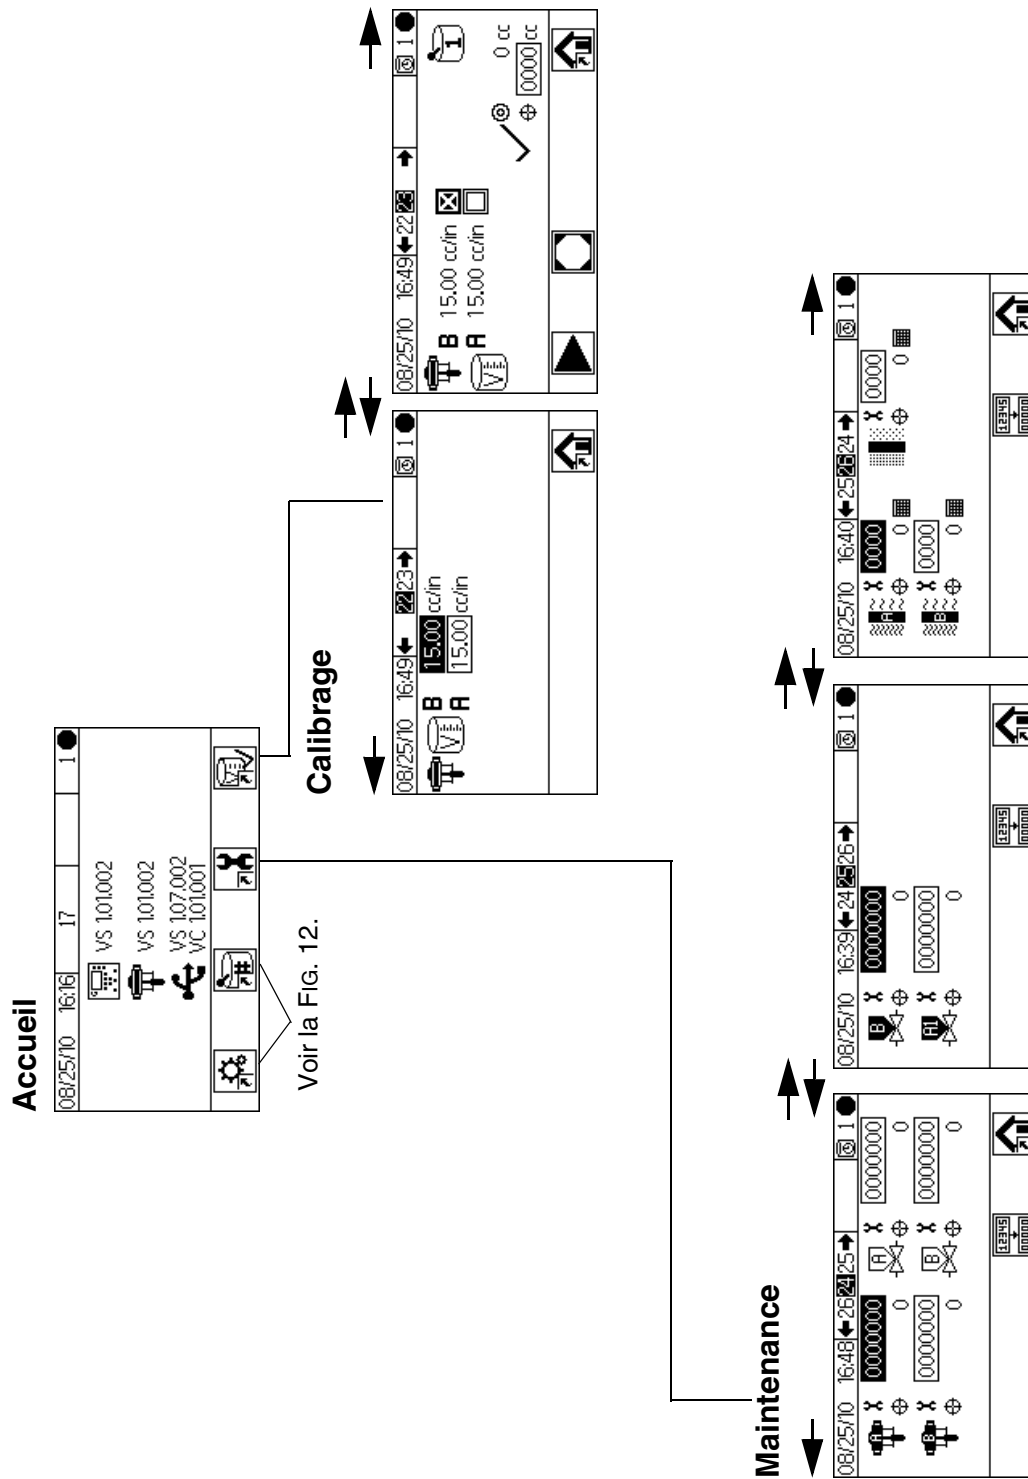 Accueil
08/25/10 16:16 17 1
VS 1.01.002
VS 1.01.002
VS 1.07.002
VC 1.01.001
#
Voir la FIG. 12.
Calibrage
08/25/10 16:49 22 23 1
B 15.00 cc/in
A 15.00 cc/in
08/25/10 16:49 22 23 1
B 15.00 cc/in
A 15.00 cc/in
1
0 cc
0000 cc
Maintenance
08/25/10 16:48 26 24 25 1
A 0000000 A 0000000
0 0
B 0000000 B 0000000
0 0
12345
08/25/10 16:39 24 25 26 1
B 0000000
0
A1 0000000
0
12345
08/25/10 16:40 25 26 24 1
A 0000 0000
0 0
B 0000
0
12345